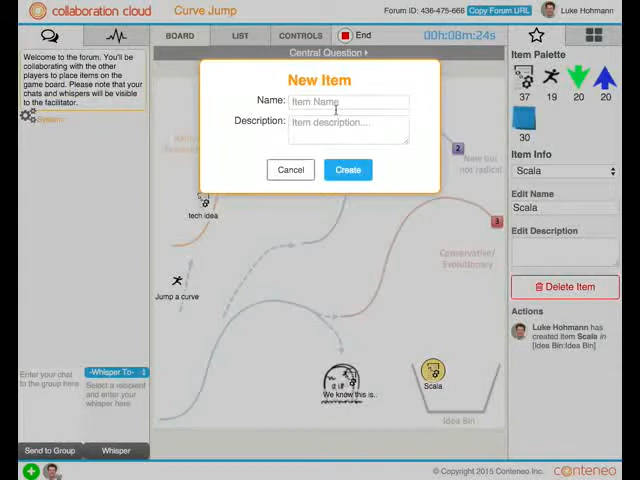 collaboration cloud
Curve Jump
Forum ID: 436-475-666
Copy Forum URL
Luke Hohmann
BOARD
LIST
CONTROLS
End
00h:08m:24s
Central Question
Welcome to the forum. You'll be
collaborating with the other
players to place items on the
game board. Please note that your
chats and whispers will be visible
to the facilitator.
System:
New Item
Name:
Item Name
Description:
Item description....
Cancel
Create
2
New but
not radical
3
Conservative/
Evolutionary
tech idea
Jump a curve
We know this is..
Scala
Idea Bin
Item Palette
37
19
20
20
30
Item Info
Scala
Edit Name
Scala
Edit Description
Delete Item
Actions
Luke Hohmann has
created item Scala in
[Idea Bin:Idea Bin]
Enter your chat
to the group here
-Whisper To-
Select a recipient
and enter your
whisper here
Send to Group
Whisper
© Copyright 2015 Conteneo Inc.
conteneo